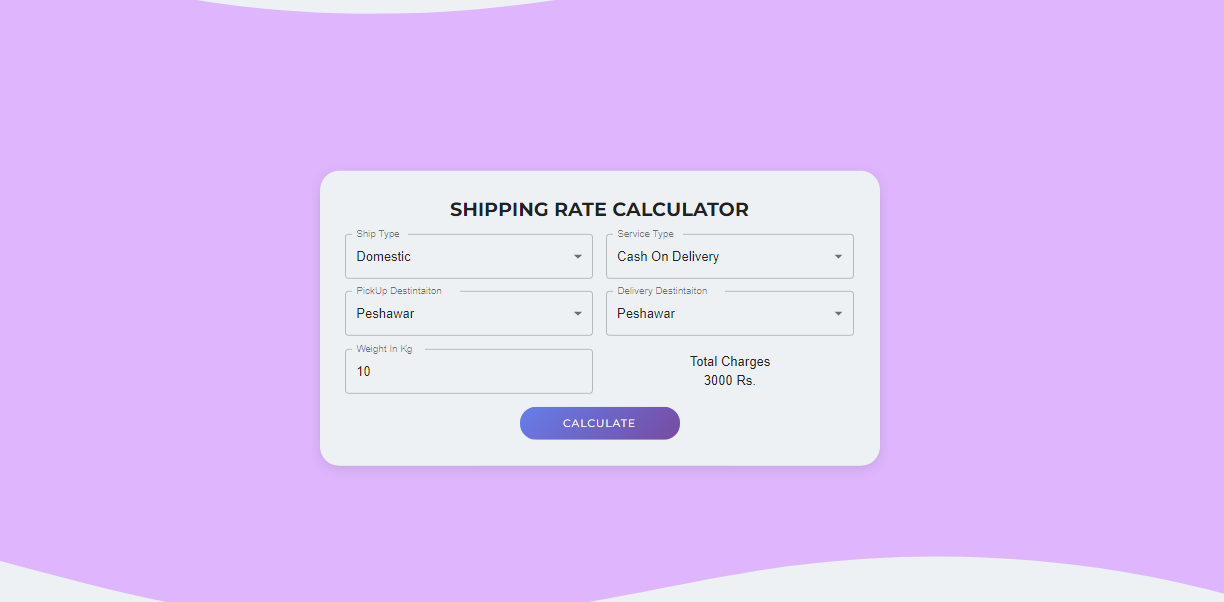 SHIPPING RATE CALCULATOR
Ship Type
Domestic
Service Type
Cash On Delivery
PickUp Destintaiton
Peshawar
Delivery Destintaiton
Peshawar
Weight In Kg
10
Total Charges
3000 Rs.
CALCULATE